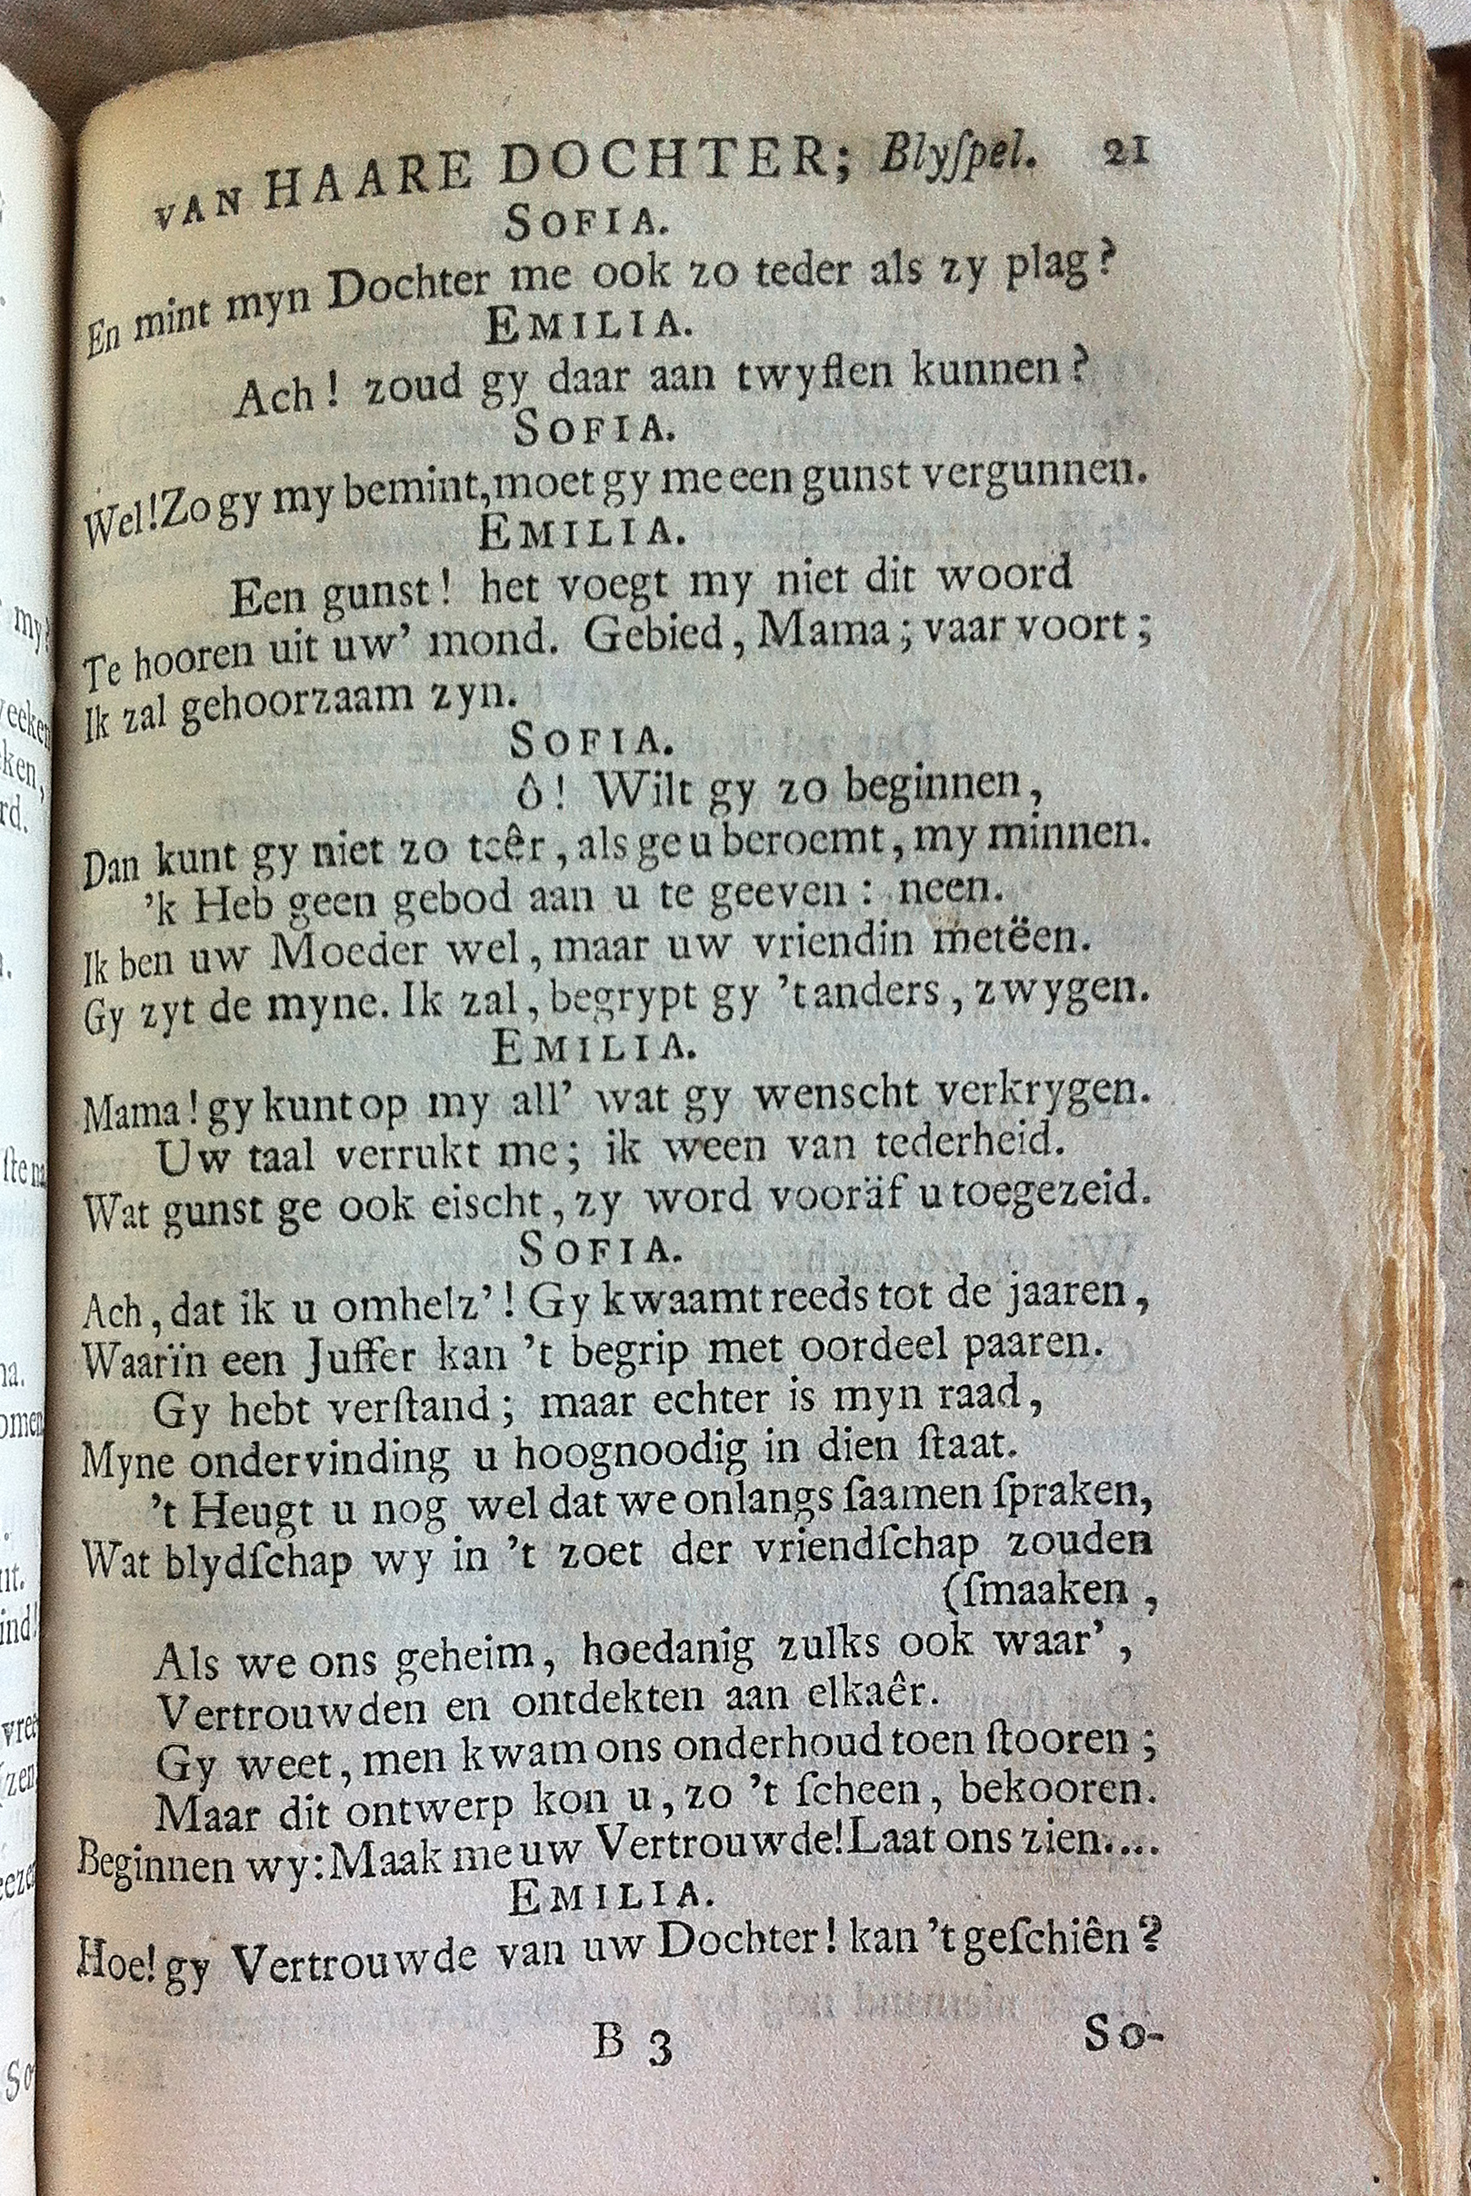 VAN HAARE DOCHTER; Blyſpel. 21
SOFIA.
En mint myn Dochter me ook zo teder als zy plag?
EMILIA.
Ach! zoud gy daar aan twyflen kunnen?
SOFIA.
Wel! Zo gy my bemint, moet gy me een gunst vergunnen.
EMILIA.
Een gunst! het voegt my niet dit woord
Te hooren uit uw' mond. Gebied, Mama; vaar voort;
Ik zal gehoorzaam zyn.
SOFIA.
ô! Wilt gy zo beginnen,
Dan kunt gy niet zo teêr, als ge u beroemt, my minnen.
'k Heb geen gebod aan u te geeven: neen.
Ik ben uw Moeder wel, maar uw vriendin metëen.
Gy zyt de myne. Ik zal, begrypt gy 't anders, zwygen.
EMILIA.
Mama! gy kunt op my all' wat gy wenscht verkrygen.
Uw taal verrukt me; ik ween van tederheid.
Wat gunst ge ook eischt, zy word vooräf u toegezeid.
SOFIA.
Ach, dat ik u omhelz'! Gy kwaamt reeds tot de jaaren,
Waarïn een Juffer kan 't begrip met oordeel paaren.
Gy hebt verſtand; maar echter is myn raad,
Myne ondervinding u hoognoodig in dien ſtaat.
't Heugt u nog wel dat we onlangs ſaamen ſpraken,
Wat blydſchap wy in 't zoet der vriendſchap zouden
(ſmaaken,
Als we ons geheim, hoedanig zulks ook waar',
Vertrouwden en ontdekten aan elkaêr.
Gy weet, men kwam ons onderhoud toen ſtooren;
Maar dit ontwerp kon u, zo 't ſcheen, bekooren.
Beginnen wy: Maak me uw Vertrouwde! Laat ons zien....
EMILIA.
Hoe! gy Vertrouwde van uw Dochter! kan 't geſchiên?
B 3 So-